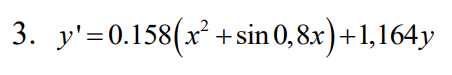 3. y'=0.158(x² +sin 0,8x)+1,164y